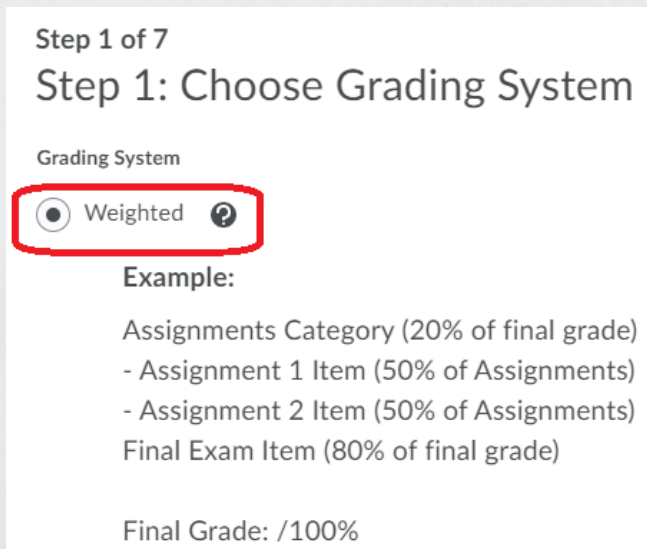 Step 1 of 7
Step 1: Choose Grading System
Grading System
Weighted ?
Example:
Assignments Category (20% of final grade)
- Assignment 1 Item (50% of Assignments)
- Assignment 2 Item (50% of Assignments)
Final Exam Item (80% of final grade)
Final Grade: /100%